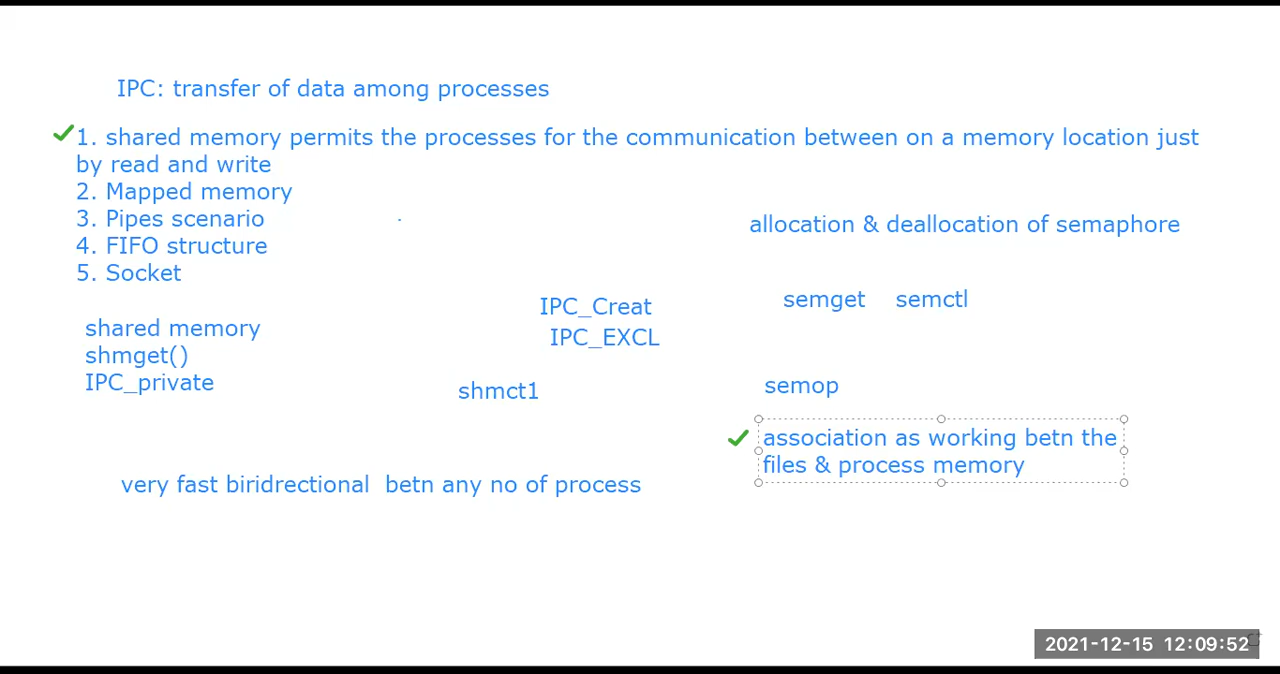 IPC: transfer of data among processes
1. shared memory permits the processes for the communication between on a memory location just
by read and write
2. Mapped memory
3. Pipes scenario
4. FIFO structure
5. Socket
allocation & deallocation of semaphore
semget semctl
IPC_Creat
IPC_EXCL
shared memory
shmget()
IPC_private
shmct1
semop
association as working betn the
files & process memory
very fast biridrectional betn any no of process
2021-12-15 12:09:52